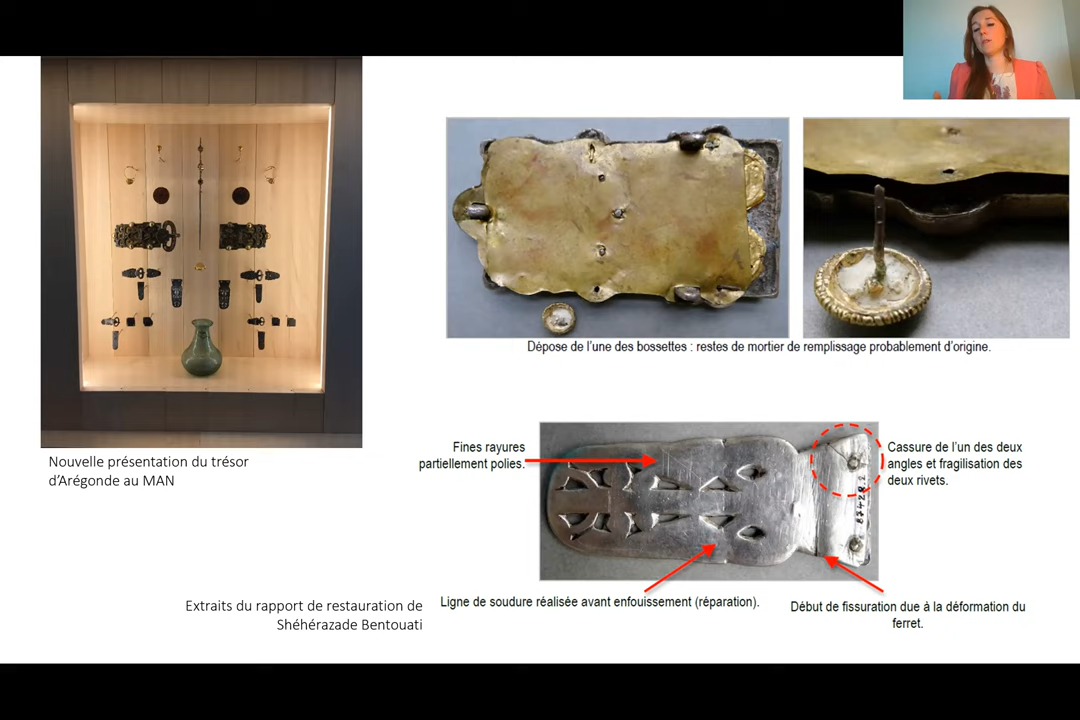 Nouvelle présentation du trésor
d’Arégonde au MAN
Dépose de l’une des bossettes : restes de mortier de remplissage probablement d’origine.
Fines rayures
partiellement polies.
Cassure de l’un des deux
angles et fragilisation des
deux rivets.
Ligne de soudure réalisée avant enfouissement (réparation).
Début de fissuration due à la déformation du
ferret.
Extraits du rapport de restauration de
Shéhérazade Bentouati